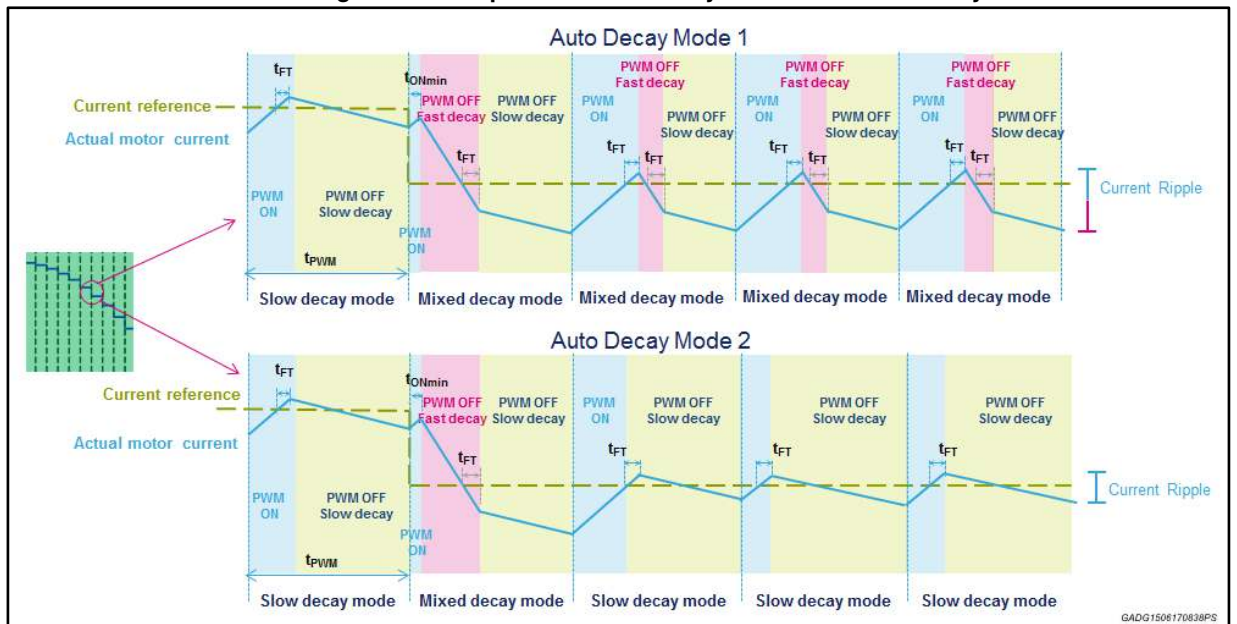 Auto Decay Mode 1
tFT
tONmin
Current reference
Actual motor current
PWM ON
PWM OFF
Slow decay
PWM ON
PWM OFF
Fast decay
PWM OFF
Slow decay
tFT
PWM ON
PWM OFF
Fast decay
PWM OFF
Slow decay
tFT
tFT
PWM ON
PWM OFF
Fast decay
PWM OFF
Slow decay
tFT
tFT
PWM ON
PWM OFF
Fast decay
PWM OFF
Slow decay
tFT
tFT
Current Ripple
tPWM
Slow decay mode
Mixed decay mode
Mixed decay mode
Mixed decay mode
Mixed decay mode
Auto Decay Mode 2
tFT
tONmin
Current reference
Actual motor current
PWM ON
PWM OFF
Slow decay
PWM ON
PWM OFF
Fast decay
PWM OFF
Slow decay
tFT
PWM ON
PWM OFF
Slow decay
tFT
PWM OFF
Slow decay
tFT
PWM OFF
Slow decay
tFT
Current Ripple
tPWM
Slow decay mode
Mixed decay mode
Slow decay mode
Slow decay mode
Slow decay mode
GADG1506170838PS